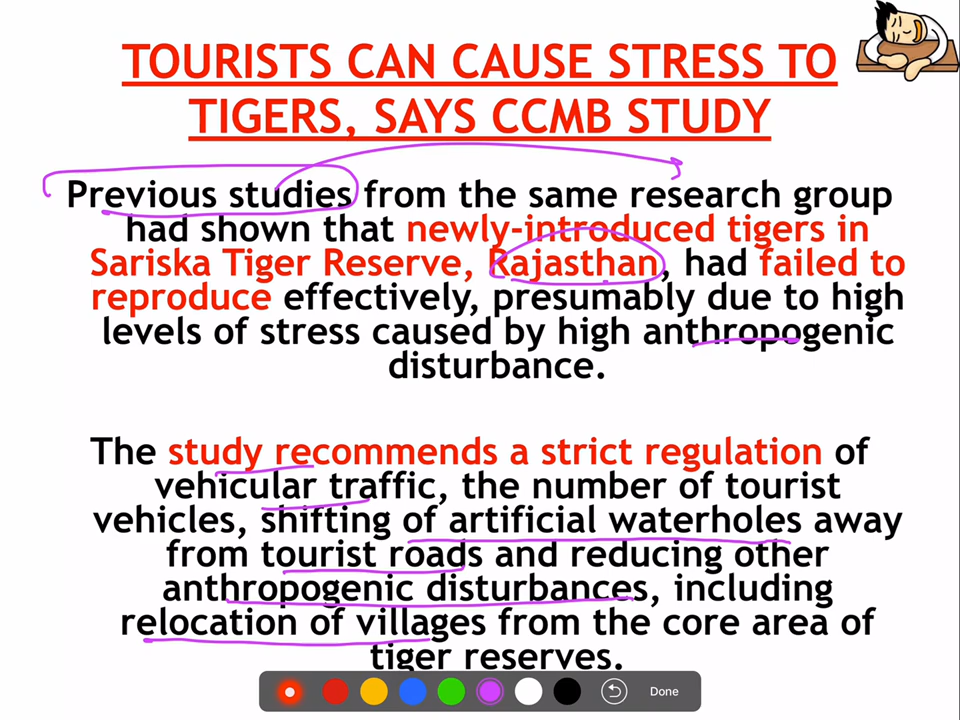 TOURISTS CAN CAUSE STRESS TO
TIGERS, SAYS CCMB STUDY
Previous studies from the same research group
had shown that newly-introduced tigers in
Sariska Tiger Reserve, Rajasthan, had failed to
reproduce effectively, presumably due to high
levels of stress caused by high anthropogenic
disturbance.
The study recommends a strict regulation of
vehicular traffic, the number of tourist
vehicles, shifting of artificial waterholes away
from tourist roads and reducing other
anthropogenic disturbances, including
relocation of villages from the core area of
tiger reserves.
Done